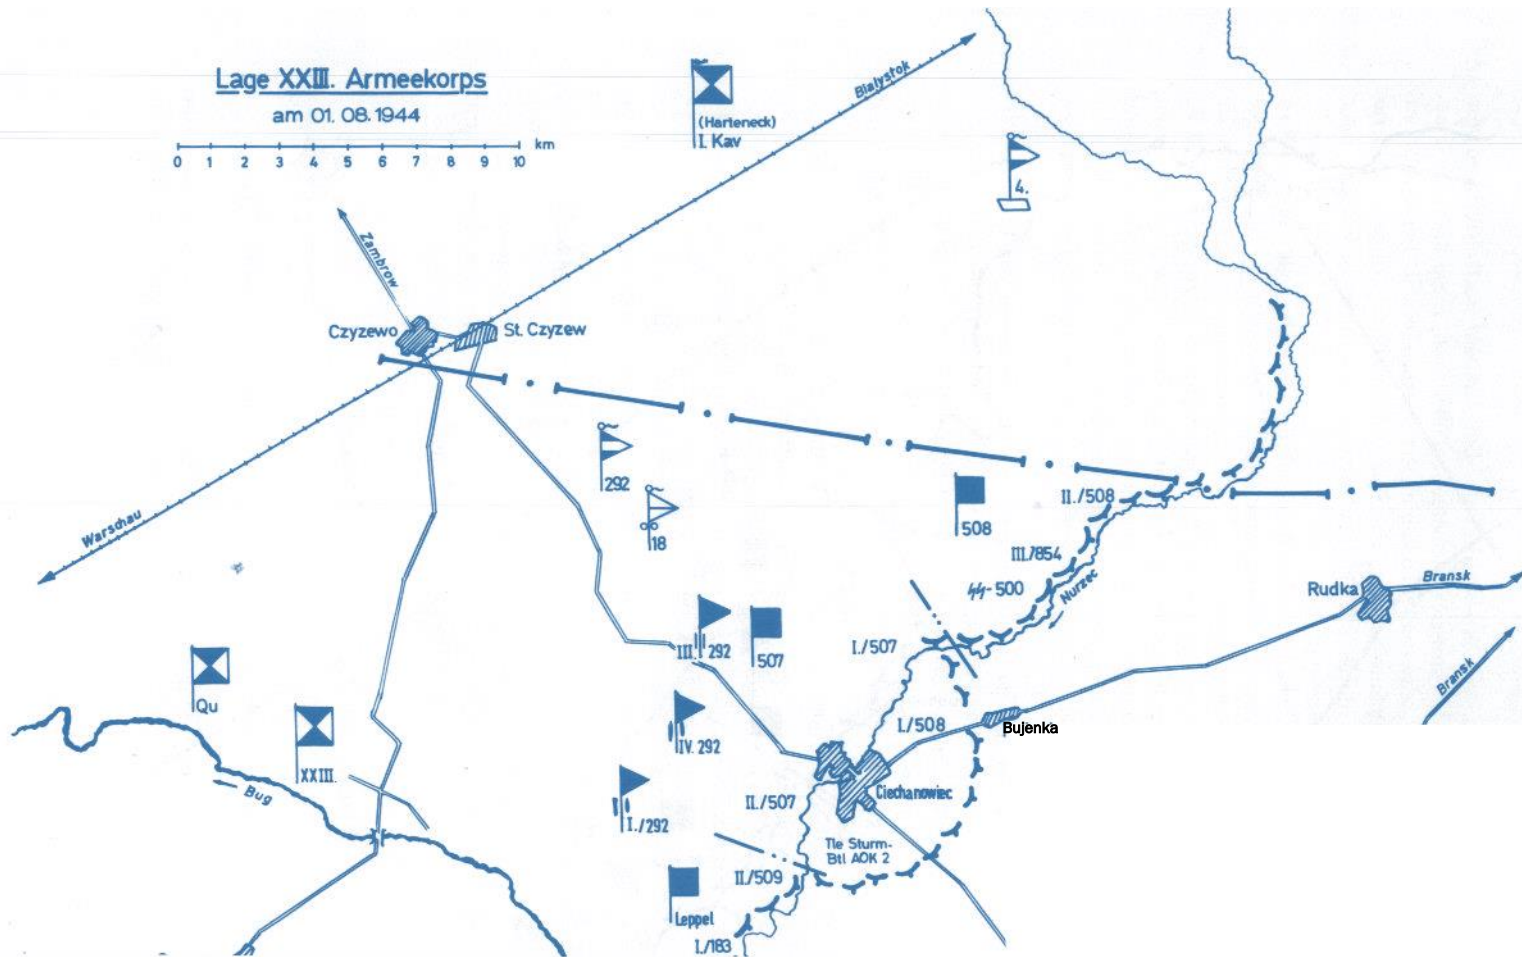 Lage XXIII. Armeekorps
am 01.08.1944
0 1 2 3 4 5 6 7 8 9 10 km
(Harteneck)
I. Kav
Bialystok
4.
Zambrow
Czyzewo
St. Czyzew
292
18
Warschau
508
II./508
III./854
ϟϟ-500
Nurzec
Rudka
Bransk
III. 292
507
I./507
Bransk
Qu
XXIII.
Bug
IV. 292
I./508
Bujenka
I./292
II./507
Ciechanowiec
Tle Sturm-
Btl AOK 2
II./509
Leppel
I./183